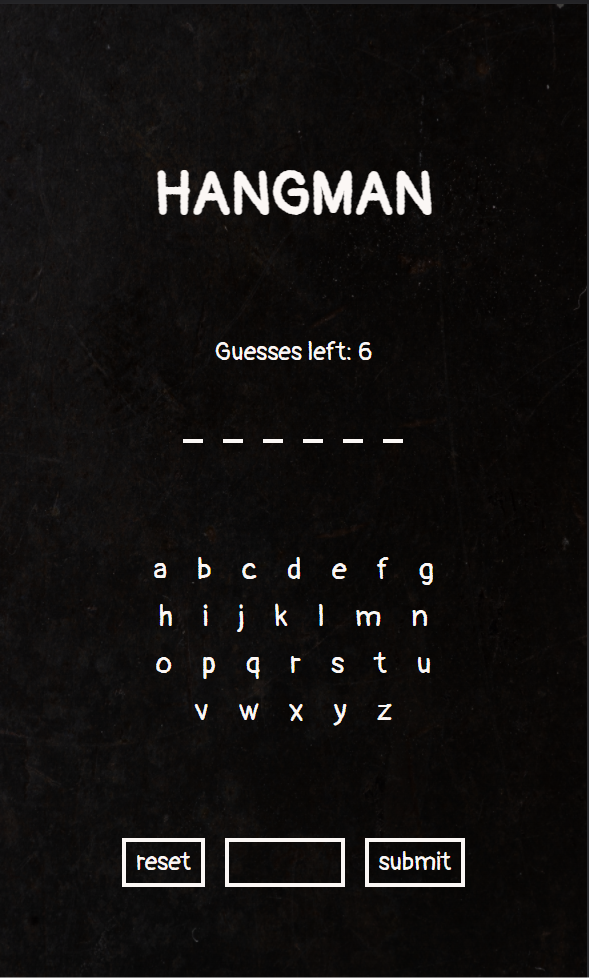 HANGMAN
Guesses left: 6
_ _ _ _ _ _
a b c d e f g
h i j k l m n
o p q r s t u
v w x y z
reset submit